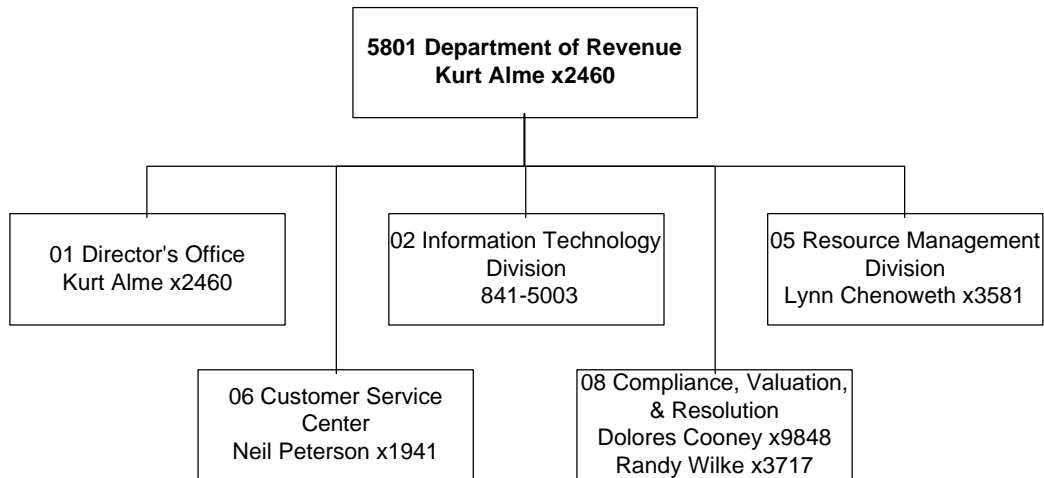 5801 Department of Revenue
Kurt Alme x2460
01 Director's Office
Kurt Alme x2460
02 Information Technology
Division
841-5003
05 Resource Management
Division
Lynn Chenoweth x3581
06 Customer Service
Center
Neil Peterson x1941
08 Compliance, Valuation,
& Resolution
Dolores Cooney x9848
Randy Wilke x3717